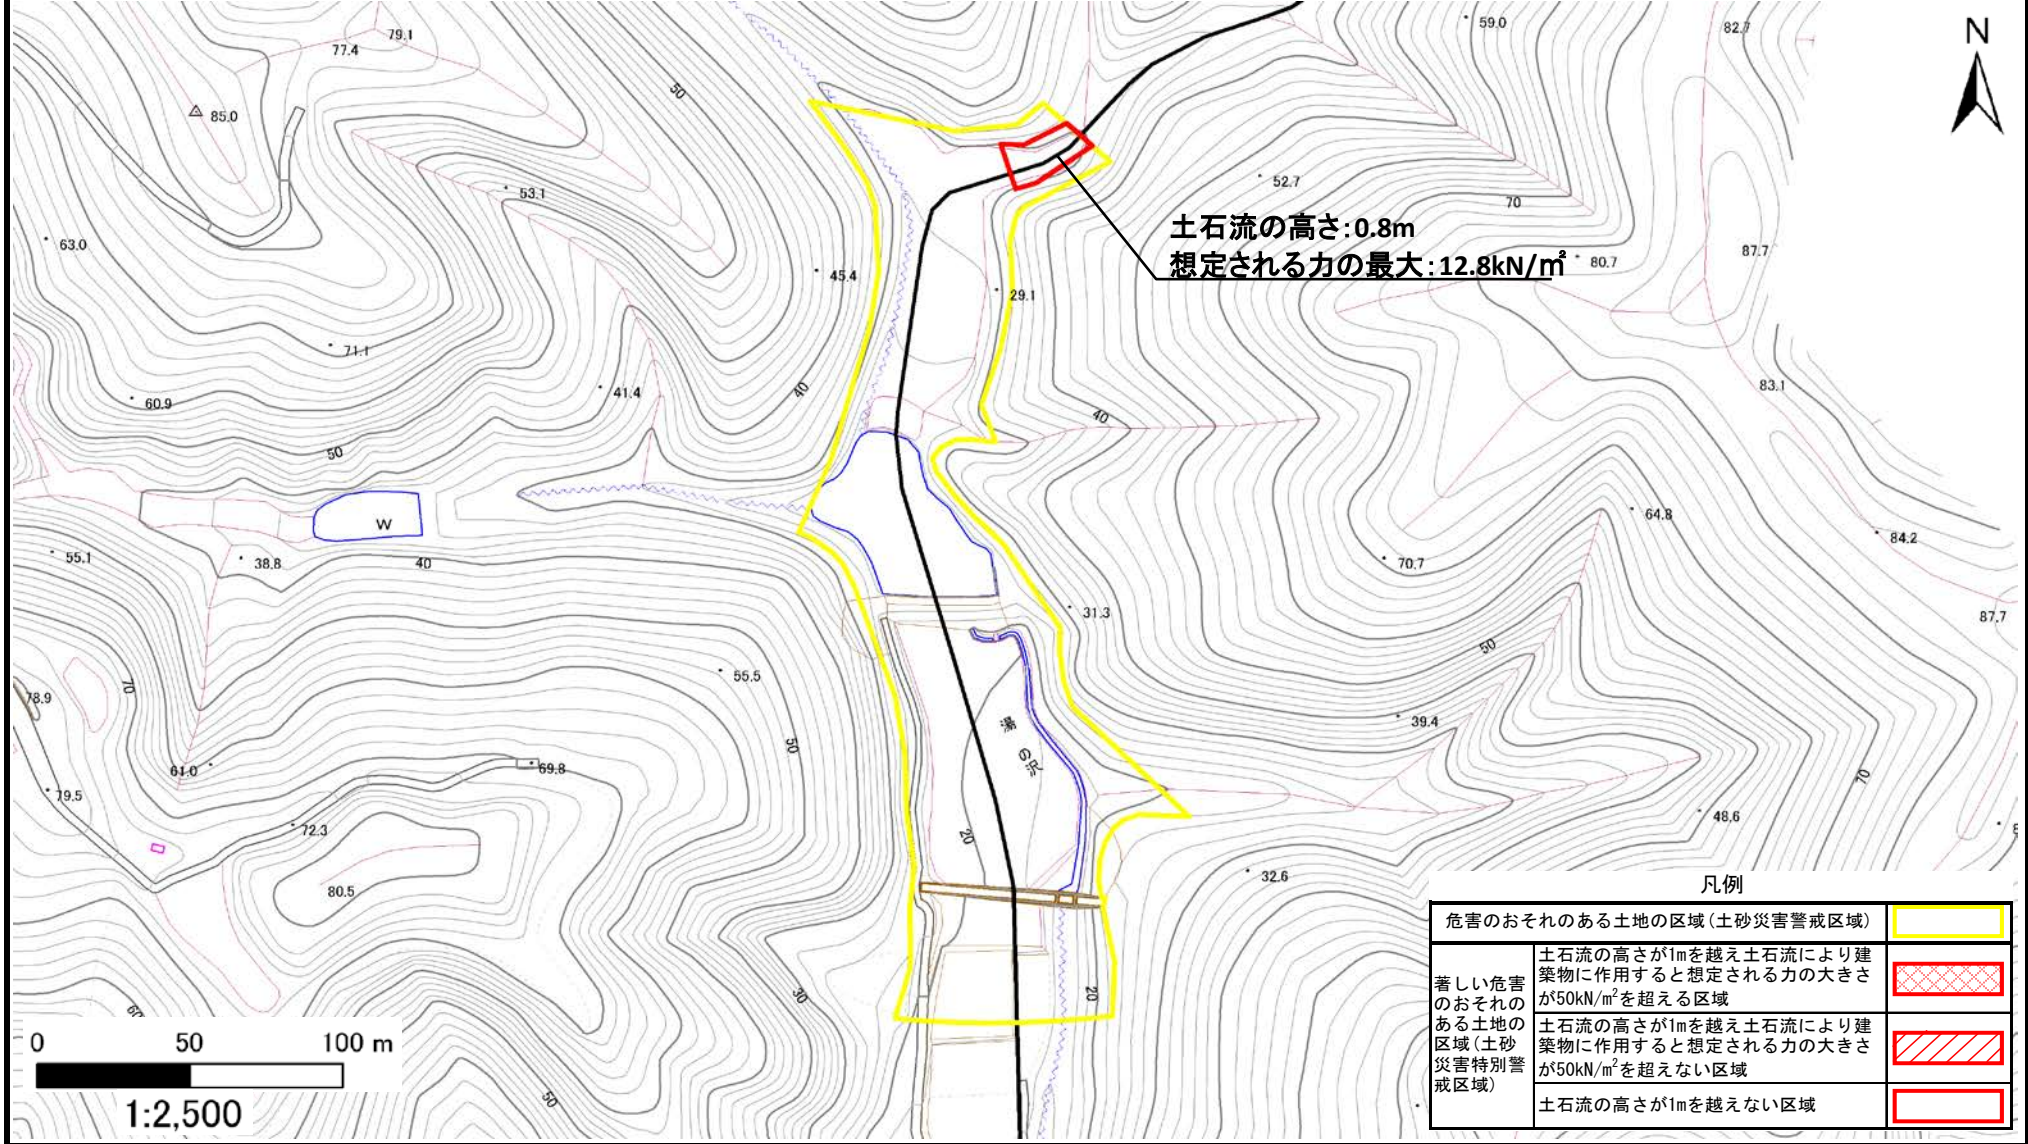 79.1
77.4
59.0
82.7
N
50
85.0
53.1
52.7
70
63.0
土石流の高さ:0.8m
想定される力の最大:12.8kN/㎡
87.7
80.7
45.4
29.1
71.1
83.1
41.4
40
60.9
40
50
W
64.8
84.2
55.1
38.8
40
70.7
31.3
87.7
50
55.5
70
78.9
39.4
溝
の沢
50
61.0
69.8
70
79.5
48.6
72.3
20
80.5
32.6
凡例
危害のおそれのある土地の区域(土砂災害警戒区域)
著しい危害
のおそれの
ある土地の
区域(土砂
災害特別警
戒区域)
土石流の高さが1mを越え土石流により建
築物に作用すると想定される力の大きさ
が50kN/m²を超える区域
土石流の高さが1mを越え土石流により建
築物に作用すると想定される力の大きさ
が50kN/m²を超えない区域
土石流の高さが1mを越えない区域
30
20
60
50
0 50 100 m
1:2,500